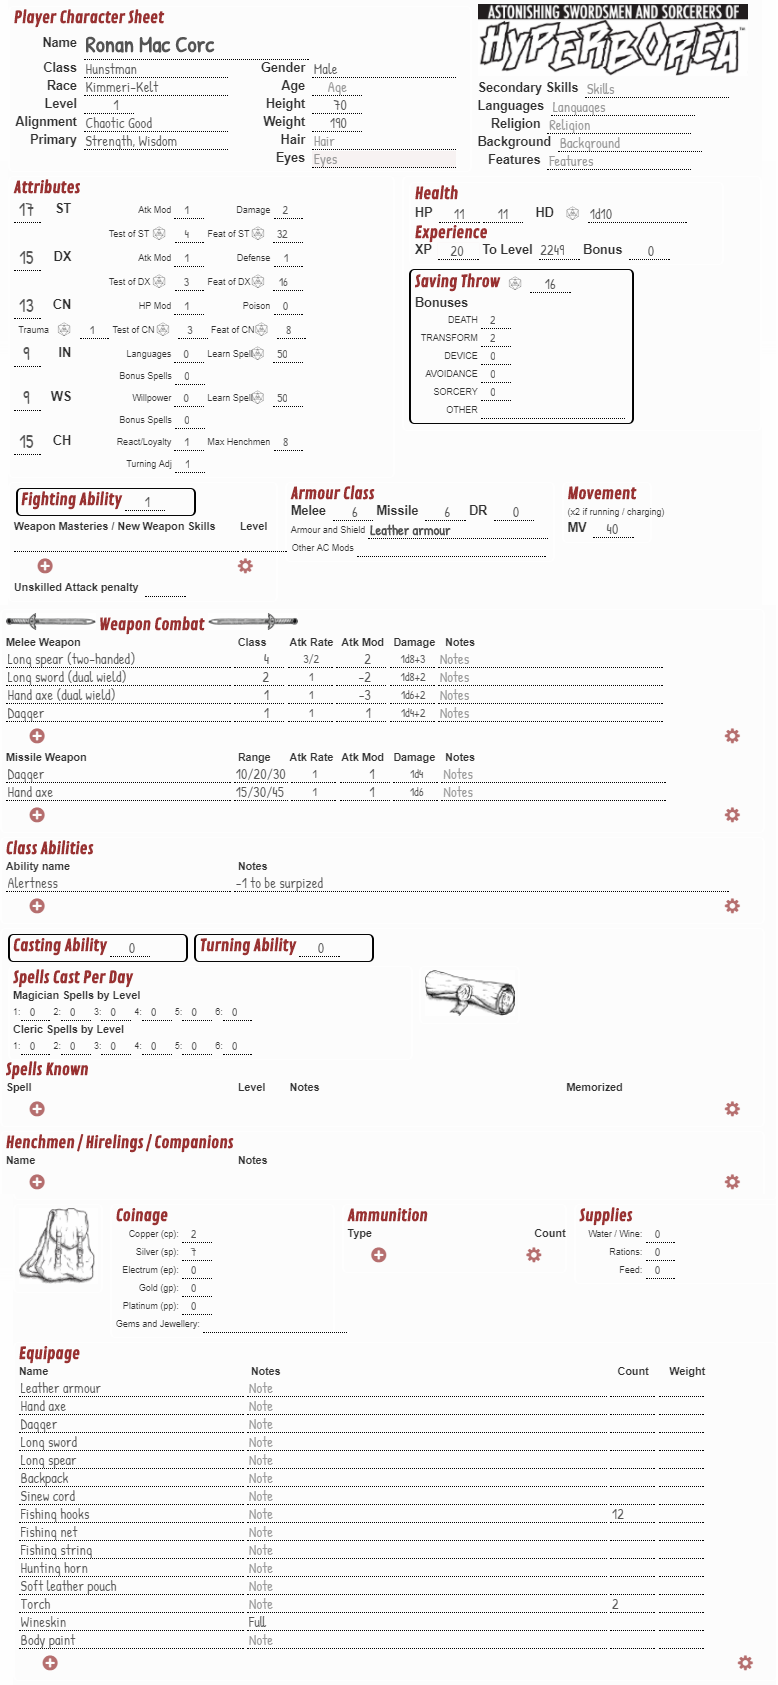 Player Character Sheet
ASTONISHING SWORDSMEN AND SORCERERS OF
HYPERBOREA™
Name Ronan Mac Corc
Class Hunstman Gender Male
Race Kimmeri-Kelt Age Age
Level 1 Height 70
Alignment Chaotic Good Weight 190
Primary Strength, Wisdom Hair Hair
Eyes Eyes
Secondary Skills Skills
Languages Languages
Religion Religion
Background Background
Features Features
Attributes
17 ST Atk Mod 1 Damage 2
Test of ST 4 Feat of ST 32
15 DX Atk Mod 1 Defense 1
Test of DX 3 Feat of DX 16
13 CN HP Mod 1 Poison 0
Trauma 1 Test of CN 3 Feat of CN 8
9 IN Languages 0 Learn Spell 50
Bonus Spells 0
9 WS Willpower 0 Learn Spell 50
Bonus Spells 0
15 CH React/Loyalty 1 Max Henchmen 8
Turning Adj 1
Health
HP 11 11 HD 1d10
Experience
XP 20 To Level 2249 Bonus 0
Saving Throw 16
Bonuses
DEATH 2
TRANSFORM 2
DEVICE 0
AVOIDANCE 0
SORCERY 0
OTHER
Fighting Ability 1
Weapon Masteries / New Weapon Skills Level
Unskilled Attack penalty
Armour Class
Melee 6 Missile 6 DR 0
Armour and Shield Leather armour
Other AC Mods
Movement
(x2 if running / charging)
MV 40
Weapon Combat
Melee Weapon Class Atk Rate Atk Mod Damage Notes
Long spear (two-handed) 4 3/2 2 1d8+3 Notes
Long sword (dual wield) 2 1 -2 1d8+2 Notes
Hand axe (dual wield) 1 1 -3 1d6+2 Notes
Dagger 1 1 1 1d4+2 Notes
Missile Weapon Range Atk Rate Atk Mod Damage Notes
Dagger 10/20/30 1 1 1d4 Notes
Hand axe 15/30/45 1 1 1d6 Notes
Class Abilities
Ability name Notes
Alertness -1 to be surpized
Casting Ability 0 Turning Ability 0
Spells Cast Per Day
Magician Spells by Level
1: 0 2: 0 3: 0 4: 0 5: 0 6: 0
Cleric Spells by Level
1: 0 2: 0 3: 0 4: 0 5: 0 6: 0
Spells Known
Spell Level Notes Memorized
Henchmen / Hirelings / Companions
Name Notes
Coinage
Copper (cp): 2
Silver (sp): 7
Electrum (ep): 0
Gold (gp): 0
Platinum (pp): 0
Gems and Jewellery:
Ammunition
Type Count
Supplies
Water / Wine: 0
Rations: 0
Feed: 0
Equipage
Name Notes Count Weight
Leather armour Note
Hand axe Note
Dagger Note
Long sword Note
Long spear Note
Backpack Note
Sinew cord Note
Fishing hooks Note 12
Fishing net Note
Fishing string Note
Hunting horn Note
Soft leather pouch Note
Torch Note 2
Wineskin Full
Body paint Note